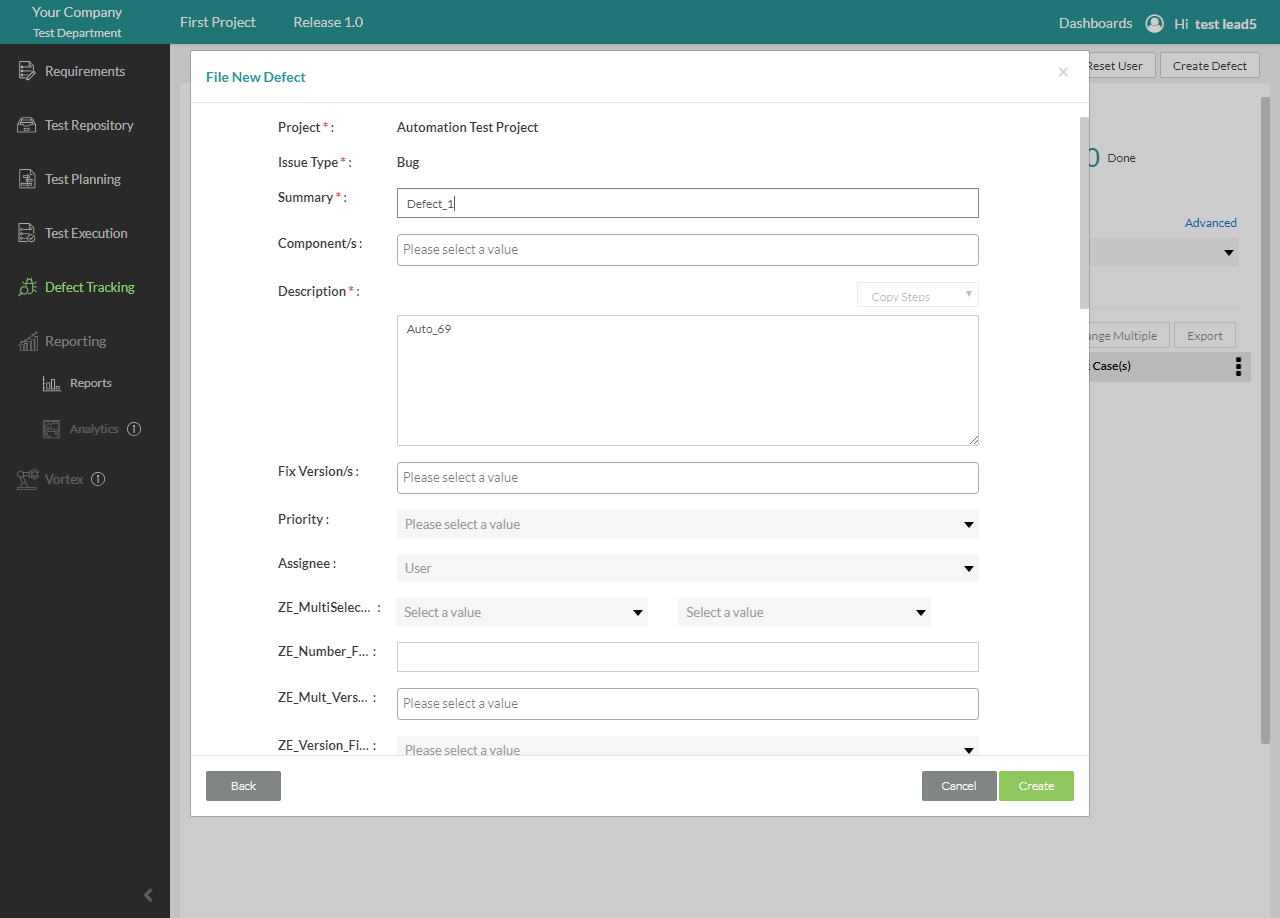 Your Company
Test Department
First Project
Release 1.0
Dashboards
Hi test lead5
Requirements
Test Repository
Test Planning
Test Execution
Defect Tracking
Reporting
Reports
Analytics
Vortex
Reset User
Create Defect
File New Defect
×
Project * :
Automation Test Project
Issue Type * :
Bug
Summary * :
Defect_1
Component/s :
Please select a value
Description * :
Copy Steps
Auto_69
Fix Version/s :
Please select a value
Priority :
Please select a value
Assignee :
User
ZE_MultiSelec... :
Select a value
Select a value
ZE_Number_F... :
ZE_Mult_Vers... :
Please select a value
ZE_Version_Fi... :
Please select a value
Back
Cancel
Create
0 Done
Advanced
Multiple
Export
Case(s)